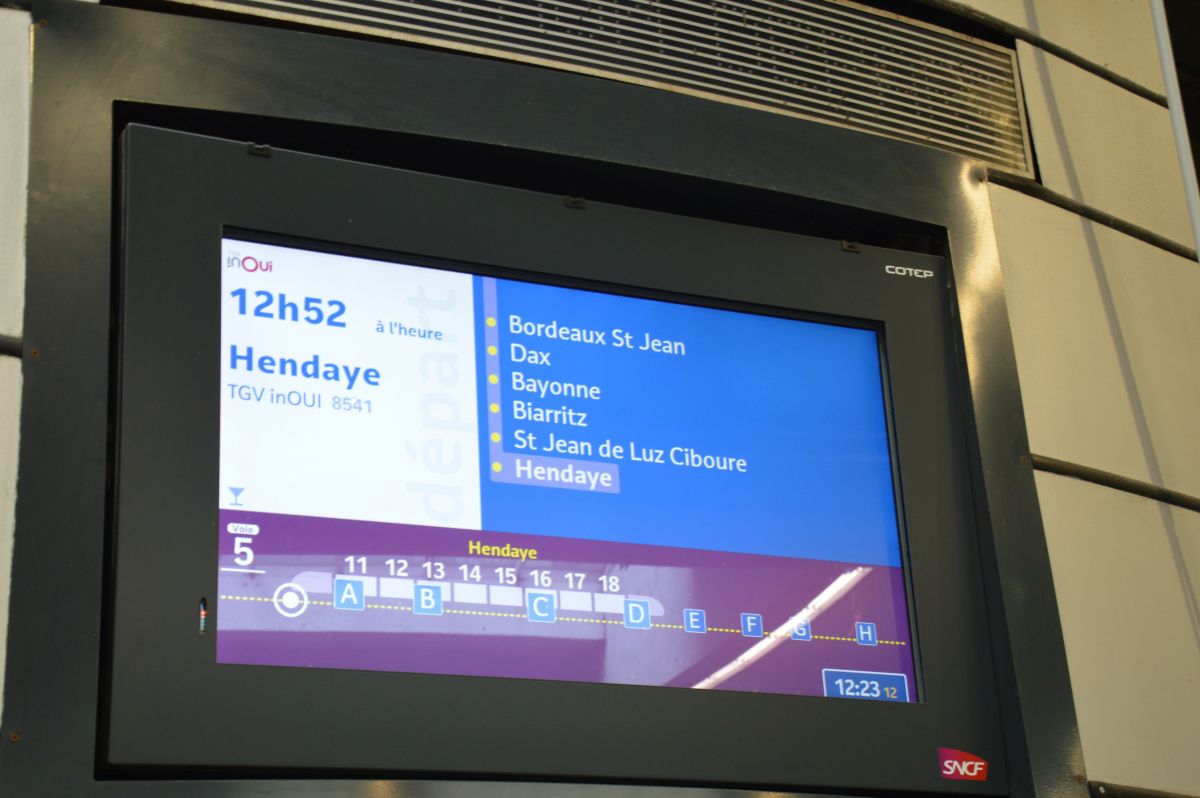 COTEP
inOui
12h52 à l'heure
Hendaye
TGV inOUI 8541
départ
Bordeaux St Jean
Dax
Bayonne
Biarritz
St Jean de Luz Ciboure
Hendaye
Voie
5
Hendaye
11 12 13 14 15 16 17 18
A B C D E F G H
12:23 12
SNCF